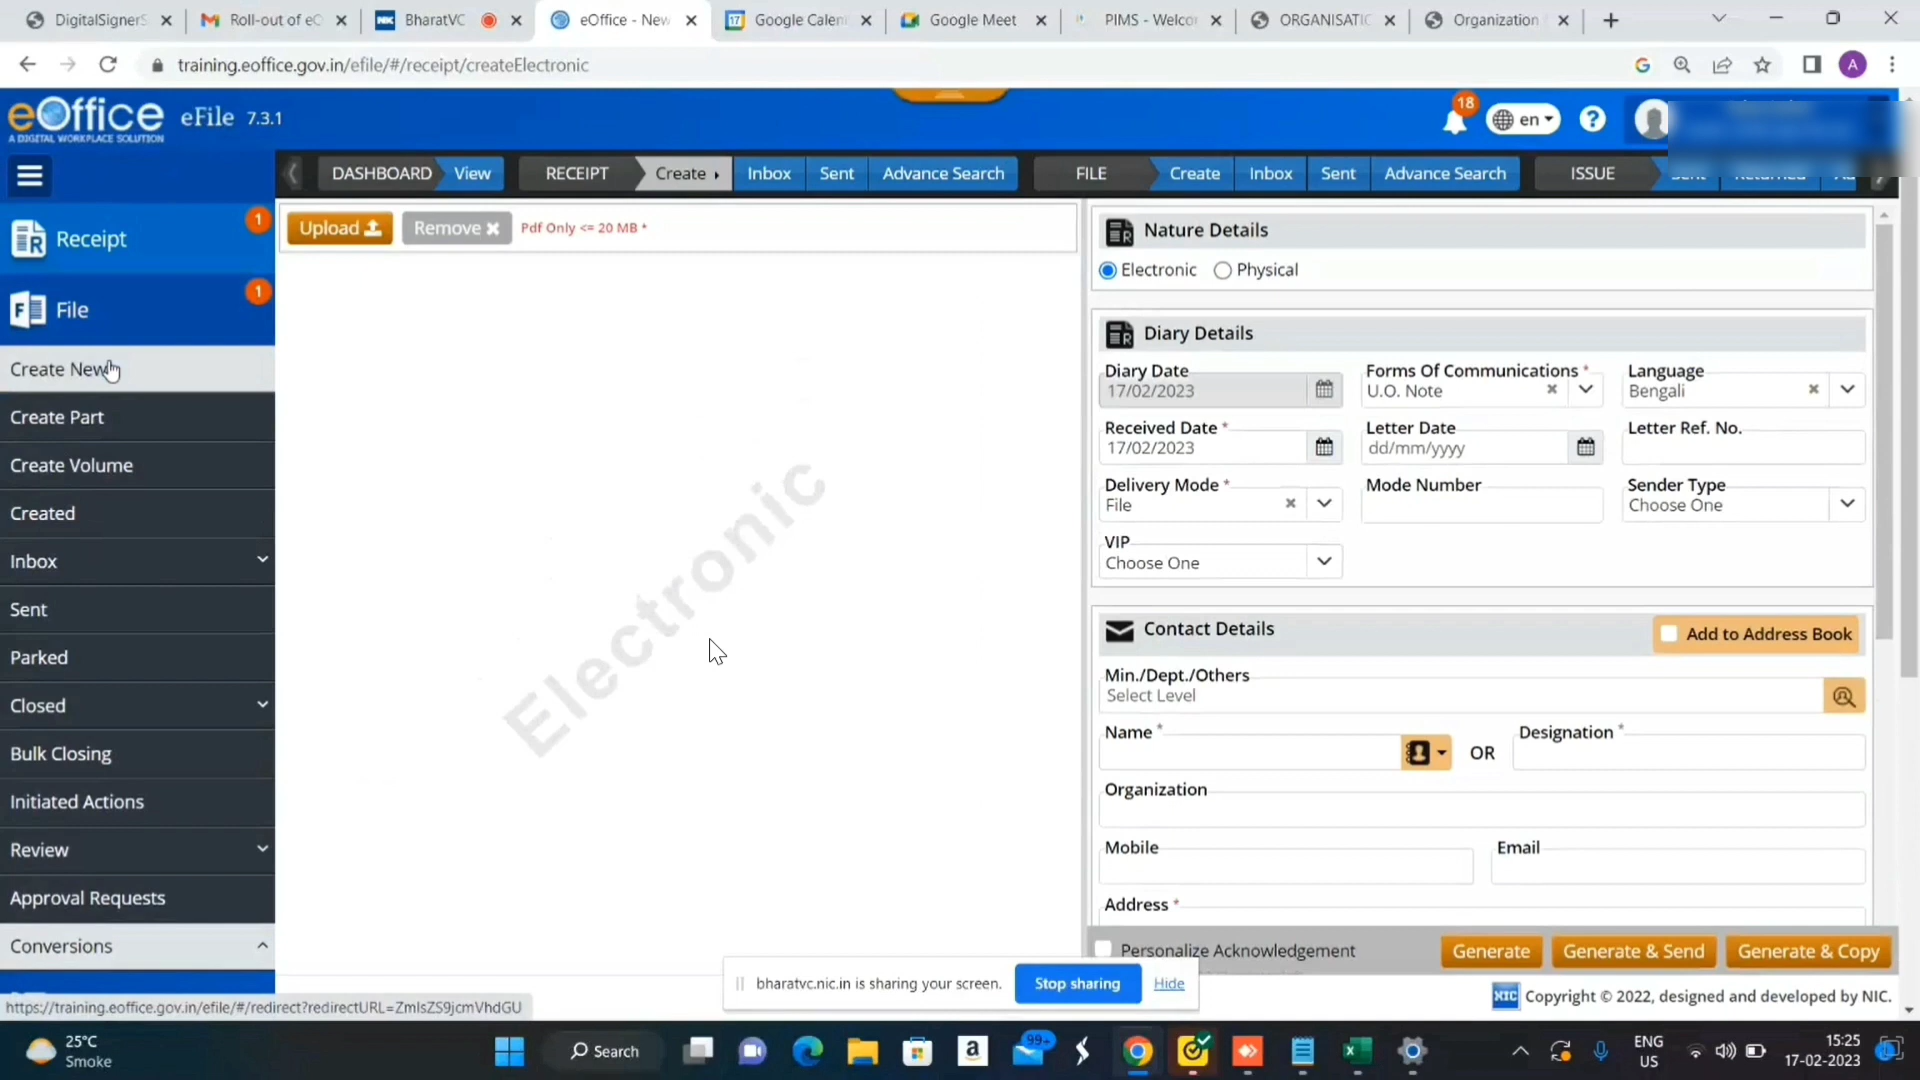 DigitalSignerS
Roll-out of eO
BharatVC
eOffice - New
Google Calen
Google Meet
PIMS - Welco
ORGANISATIO
Organization
training.eoffice.gov.in/efile/#/receipt/createElectronic
A
eOffice
A DIGITAL WORKPLACE SOLUTION
eFile 7.3.1
18
en
?
DASHBOARD View RECEIPT Create Inbox Sent Advance Search FILE Create Inbox Sent Advance Search ISSUE Sent Returned
Receipt 1
File 1
Create New
Create Part
Create Volume
Created
Inbox
Sent
Parked
Closed
Bulk Closing
Initiated Actions
Review
Approval Requests
Conversions
Upload Remove Pdf Only <= 20 MB *
Electronic
Nature Details
Electronic Physical
Diary Details
Diary Date Forms Of Communications * Language
17/02/2023 U.O. Note Bengali
Received Date * Letter Date Letter Ref. No.
17/02/2023 dd/mm/yyyy
Delivery Mode * Mode Number Sender Type
File Choose One
VIP
Choose One
Contact Details Add to Address Book
Min./Dept./Others
Select Level
Name * OR Designation *
Organization
Mobile Email
Address *
Personalize Acknowledgement Generate Generate & Send Generate & Copy
bharatvc.nic.in is sharing your screen. Stop sharing Hide
NIC Copyright © 2022, designed and developed by NIC.
https://training.eoffice.gov.in/efile/#/redirect?redirectURL=ZmlsZS9jcmVhdGU
25°C
Smoke
Search
99+
ENG
US
15:25
17-02-2023